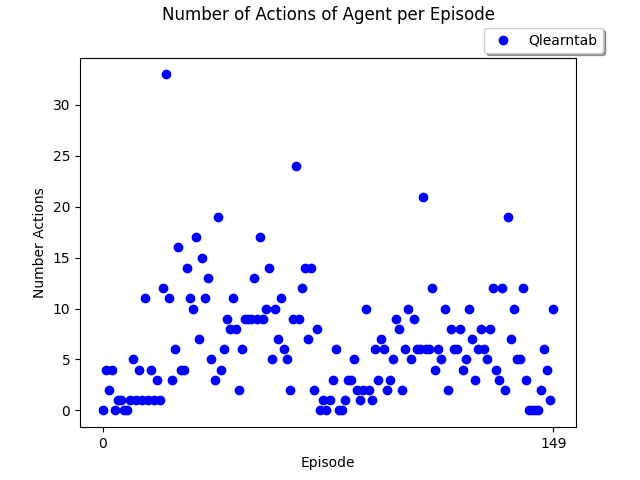 Number of Actions of Agent per Episode
Qlearntab
30
25
20
15
10
5
0
Number Actions
0
149
Episode